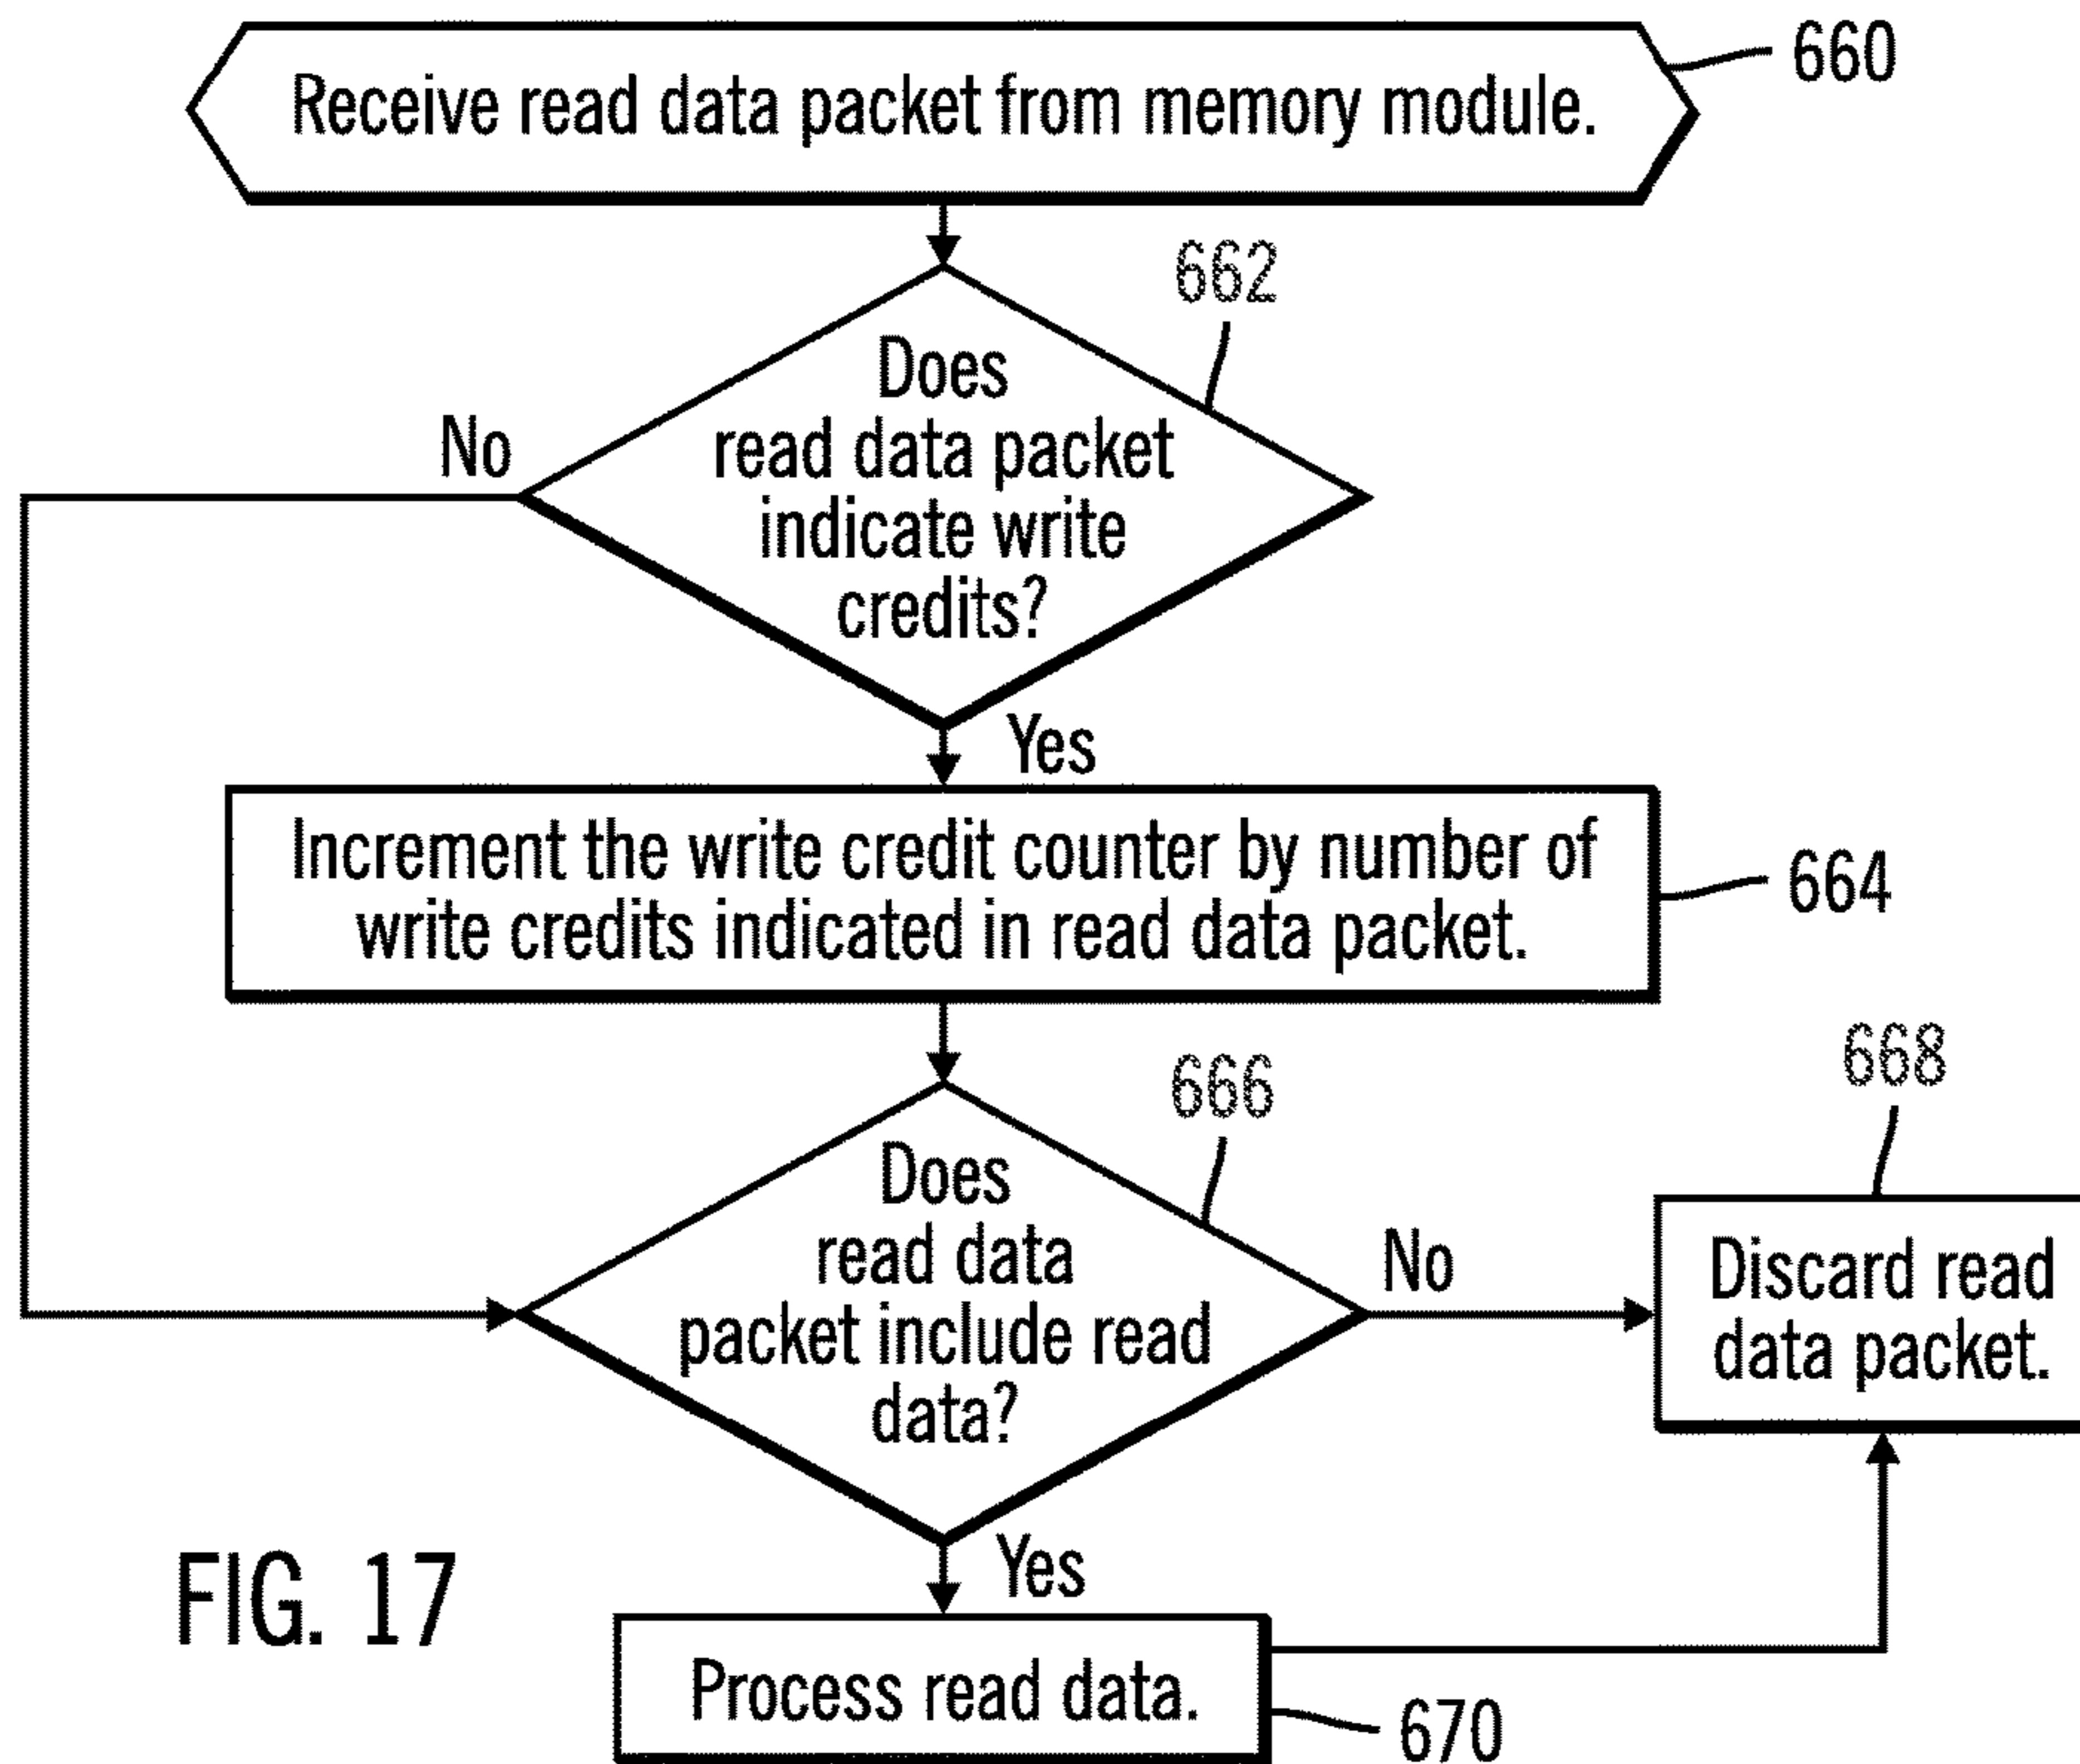 Receive read data packet from memory module.
660
662
Does
read data packet
indicate write
credits?
No
Yes
Increment the write credit counter by number of
write credits indicated in read data packet.
664
666
668
Does
read data
packet include read
data?
No
Discard read
data packet.
Yes
FIG. 17
Process read data.
670